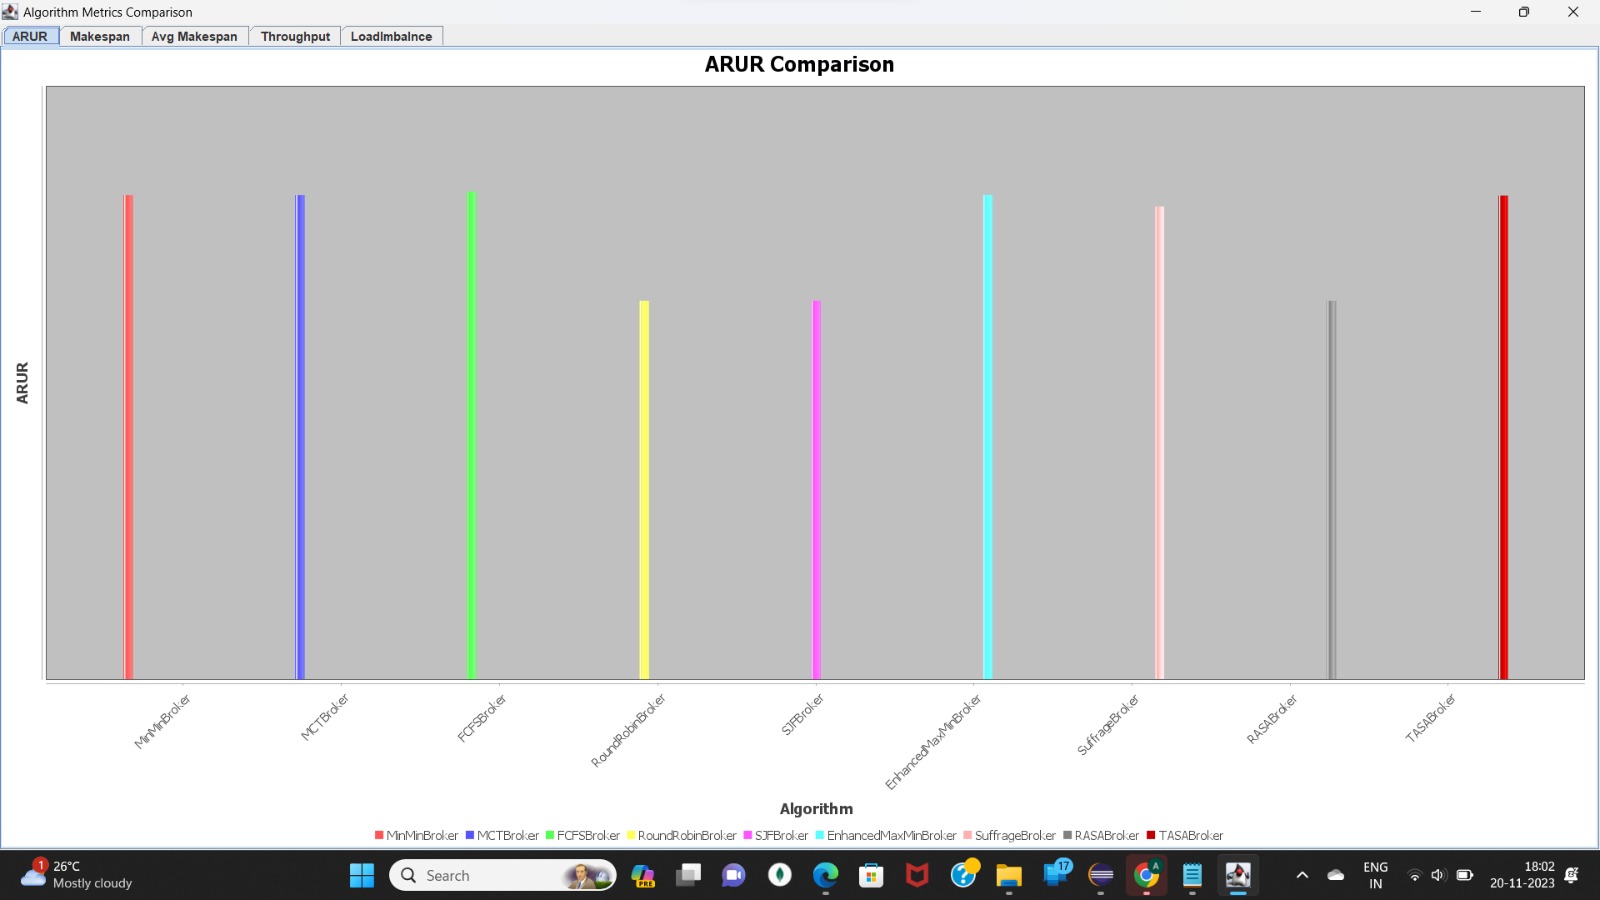 Algorithm Metrics Comparison
ARUR Makespan Avg Makespan Throughput LoadImbalnce
ARUR Comparison
ARUR
MinMinBroker
MCTBroker
FCFSBroker
RoundRobinBroker
SJFBroker
EnhancedMaxMinBroker
SuffrageBroker
RASABroker
TASABroker
Algorithm
MinMinBroker MCTBroker FCFSBroker RoundRobinBroker SJFBroker EnhancedMaxMinBroker SuffrageBroker RASABroker TASABroker
1
26°C
Mostly cloudy
Search
PRE
17
A
ENG
IN
18:02
20-11-2023